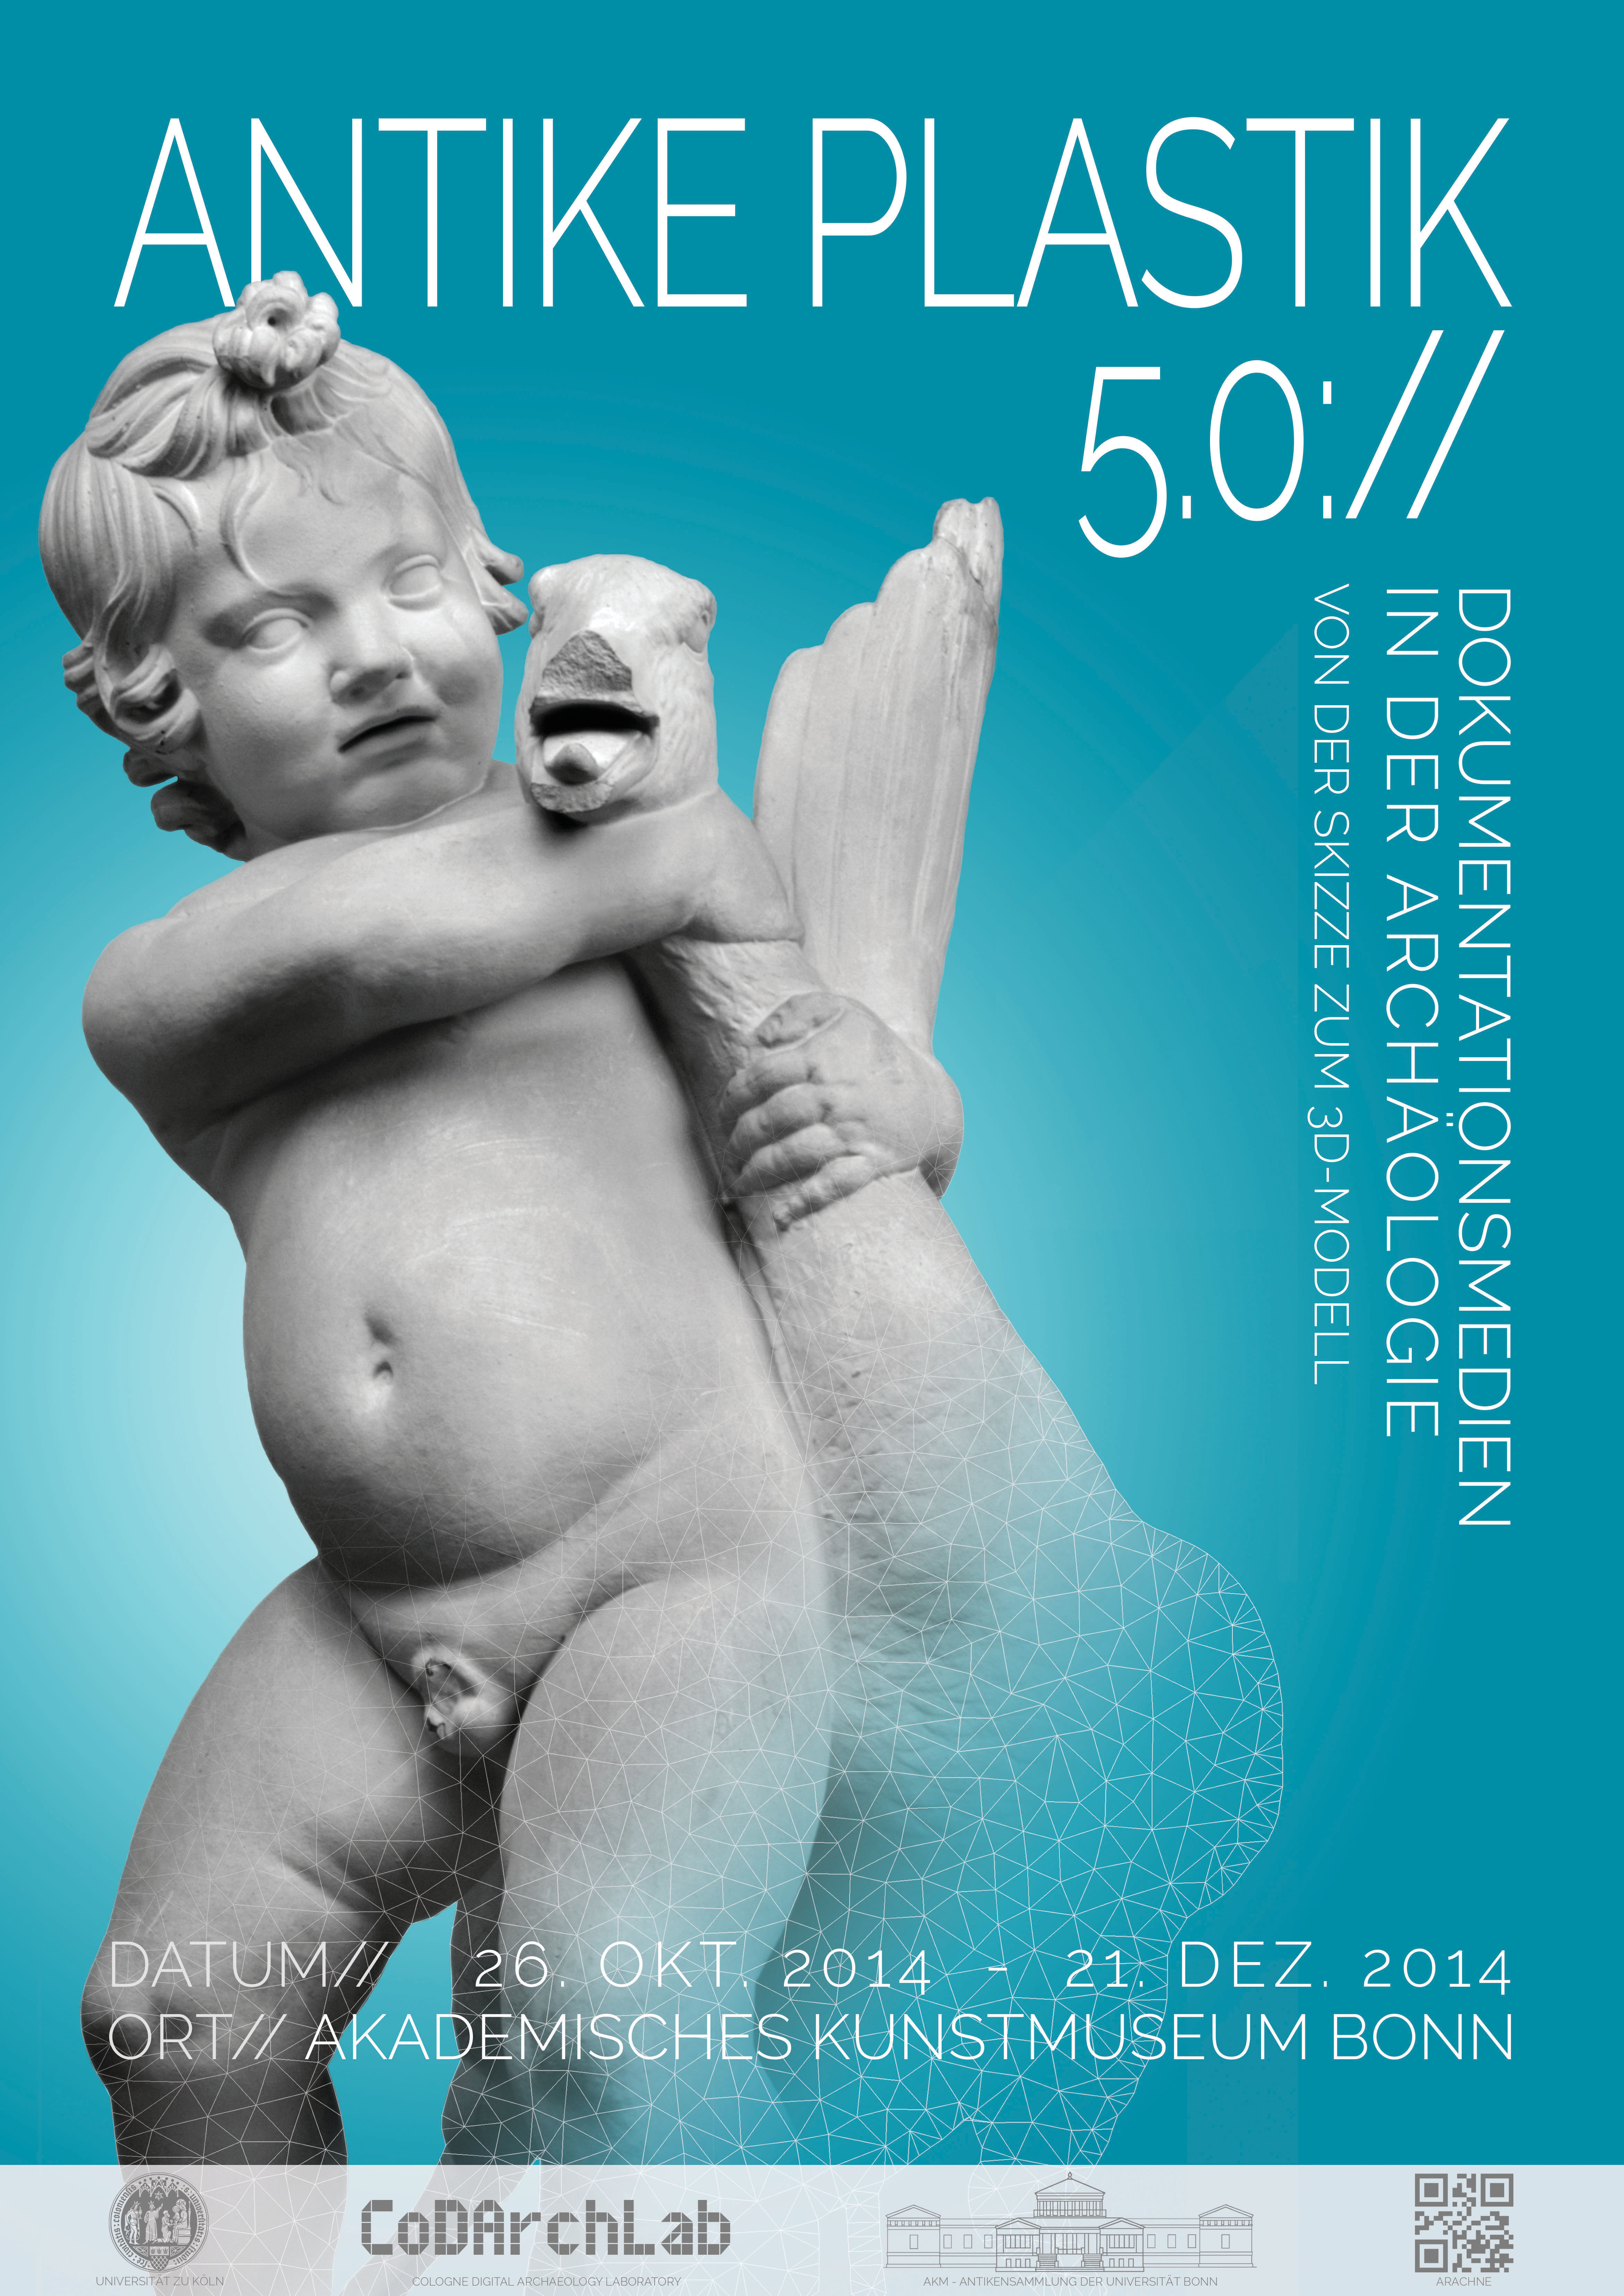 ANTIKE PLASTIK
5.0://
DOKUMENTATIONSMEDIEN
IN DER ARCHÄOLOGIE
VON DER SKIZZE ZUM 3D-MODELL
DATUM// 26. OKT. 2014 - 21. DEZ. 2014
ORT// AKADEMISCHES KUNSTMUSEUM BONN
CoDArchLab
UNIVERSITÄT ZU KÖLN
COLOGNE DIGITAL ARCHAEOLOGY LABORATORY
AKM - ANTIKENSAMMLUNG DER UNIVERSITÄT BONN
ARACHNE